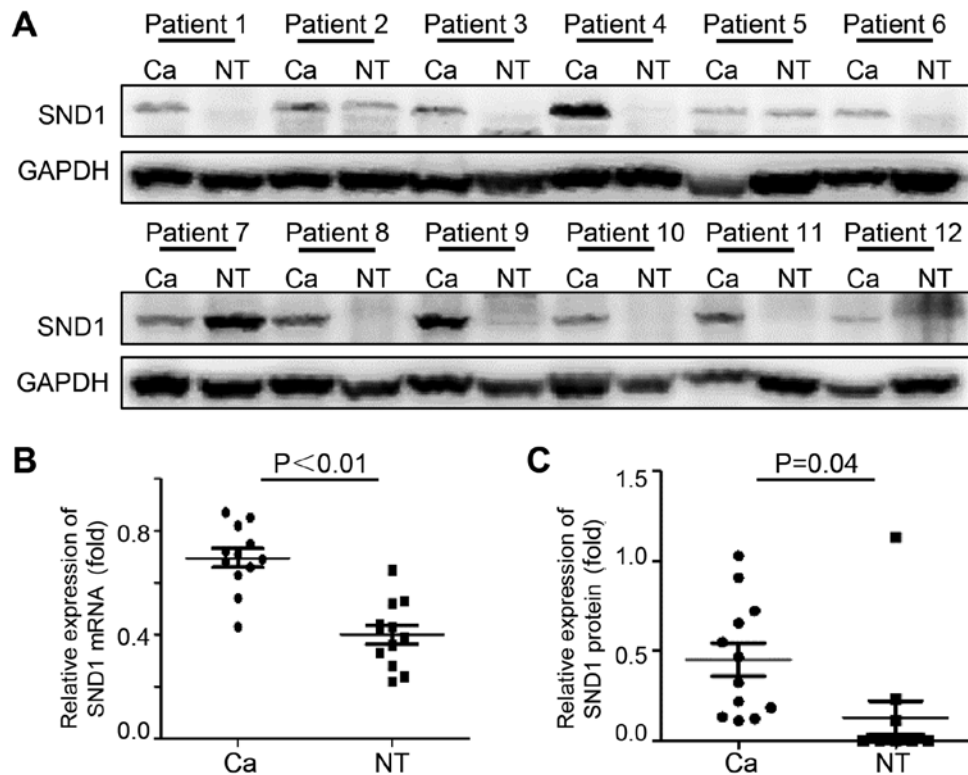 A
Patient 1 Patient 2 Patient 3 Patient 4 Patient 5 Patient 6
Ca NT Ca NT Ca NT Ca NT Ca NT Ca NT
SND1
GAPDH
Patient 7 Patient 8 Patient 9 Patient 10 Patient 11 Patient 12
Ca NT Ca NT Ca NT Ca NT Ca NT Ca NT
SND1
GAPDH
B
P<0.01
Relative expression of
SND1 mRNA (fold)
0.8
0.4
0.0
Ca NT
C
P=0.04
Relative expression of
SND1 protein (fold)
1.5
1.0
0.5
0.0
Ca NT